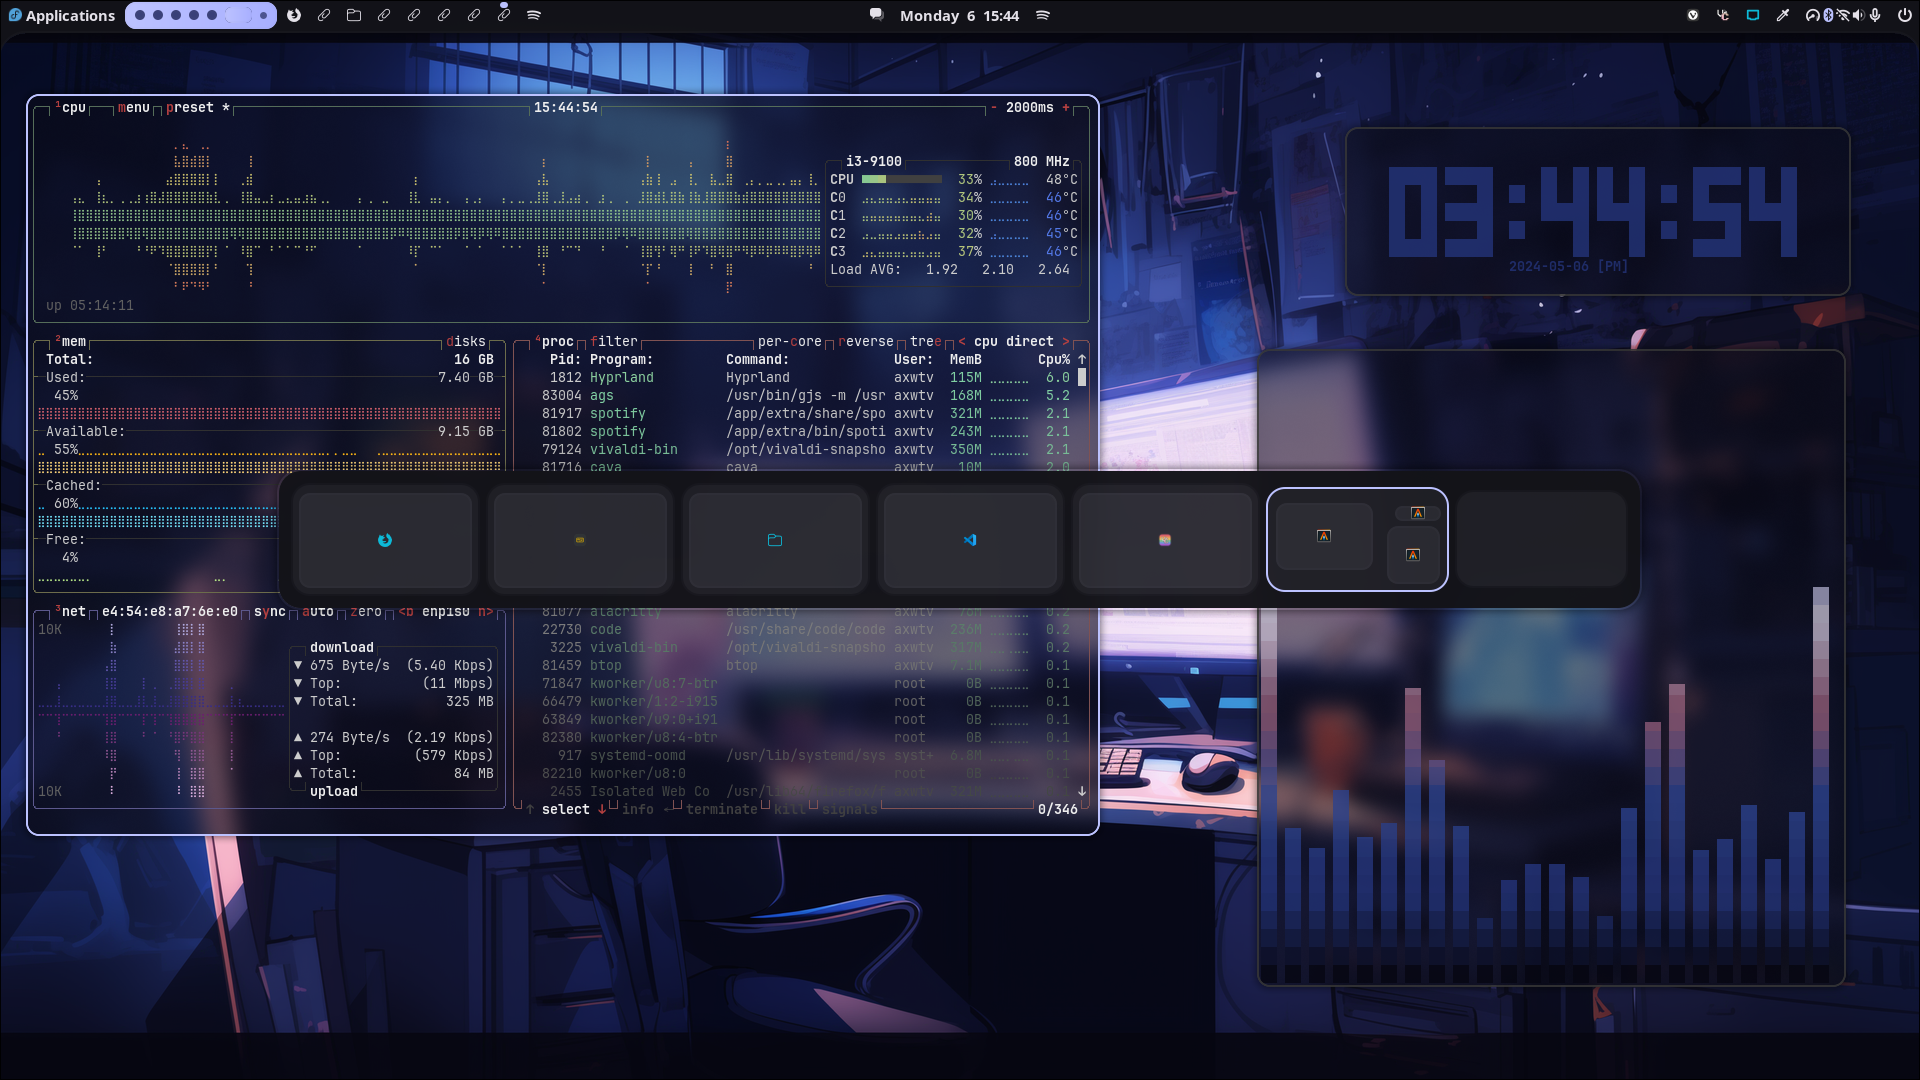 Applications
Monday 6 15:44
1cpu menu preset * 15:44:54 - 2000ms +
i3-9100 800 MHz
CPU 33% 48°C
C0 34% 46°C
C1 30% 46°C
C2 32% 45°C
C3 37% 46°C
Load AVG: 1.92 2.10 2.64
up 05:14:11
03:44:54
2024-05-06 [PM]
2mem disks
Total: 16 GB
Used: 7.40 GB
45%
Available: 9.15 GB
55%
Cached:
60%
Free:
4%
4proc filter per-core reverse tree < cpu direct >
Pid: Program: Command: User: MemB Cpu% ↑
1812 Hyprland Hyprland axwtv 115M 6.0
83004 ags /usr/bin/gjs -m /usr axwtv 168M 5.2
81917 spotify /app/extra/share/spo axwtv 321M 2.1
81802 spotify /app/extra/bin/spoti axwtv 243M 2.1
79124 vivaldi-bin /opt/vivaldi-snapsho axwtv 350M 2.1
81716 cava cava axwtv 10M 2.0
81077 alacritty alacritty axwtv 0.2
22730 code /usr/share/code/code axwtv 236M 0.2
3225 vivaldi-bin /opt/vivaldi-snapsho axwtv 317M 0.2
81459 btop btop axwtv 7.1M 0.1
71847 kworker/u8:7-btr root 0B 0.1
66479 kworker/1:2-i915 root 0B 0.1
63849 kworker/u9:0+i91 root 0B 0.1
82380 kworker/u8:4-btr root 0B 0.1
917 systemd-oomd /usr/lib/systemd/sys syst+ 6.8M 0.1
82210 kworker/u8:0 root 0B 0.1
2455 Isolated Web Co axwtv 0.1 ↓
↑ select ↓ info ↵ terminate kill signals 0/346
3net e4:54:e8:a7:6e:e0 sync auto zero <b enp1s0 n>
10K
download
▼ 675 Byte/s (5.40 Kbps)
▼ Top: (11 Mbps)
▼ Total: 325 MB
▲ 274 Byte/s (2.19 Kbps)
▲ Top: (579 Kbps)
▲ Total: 84 MB
10K
upload